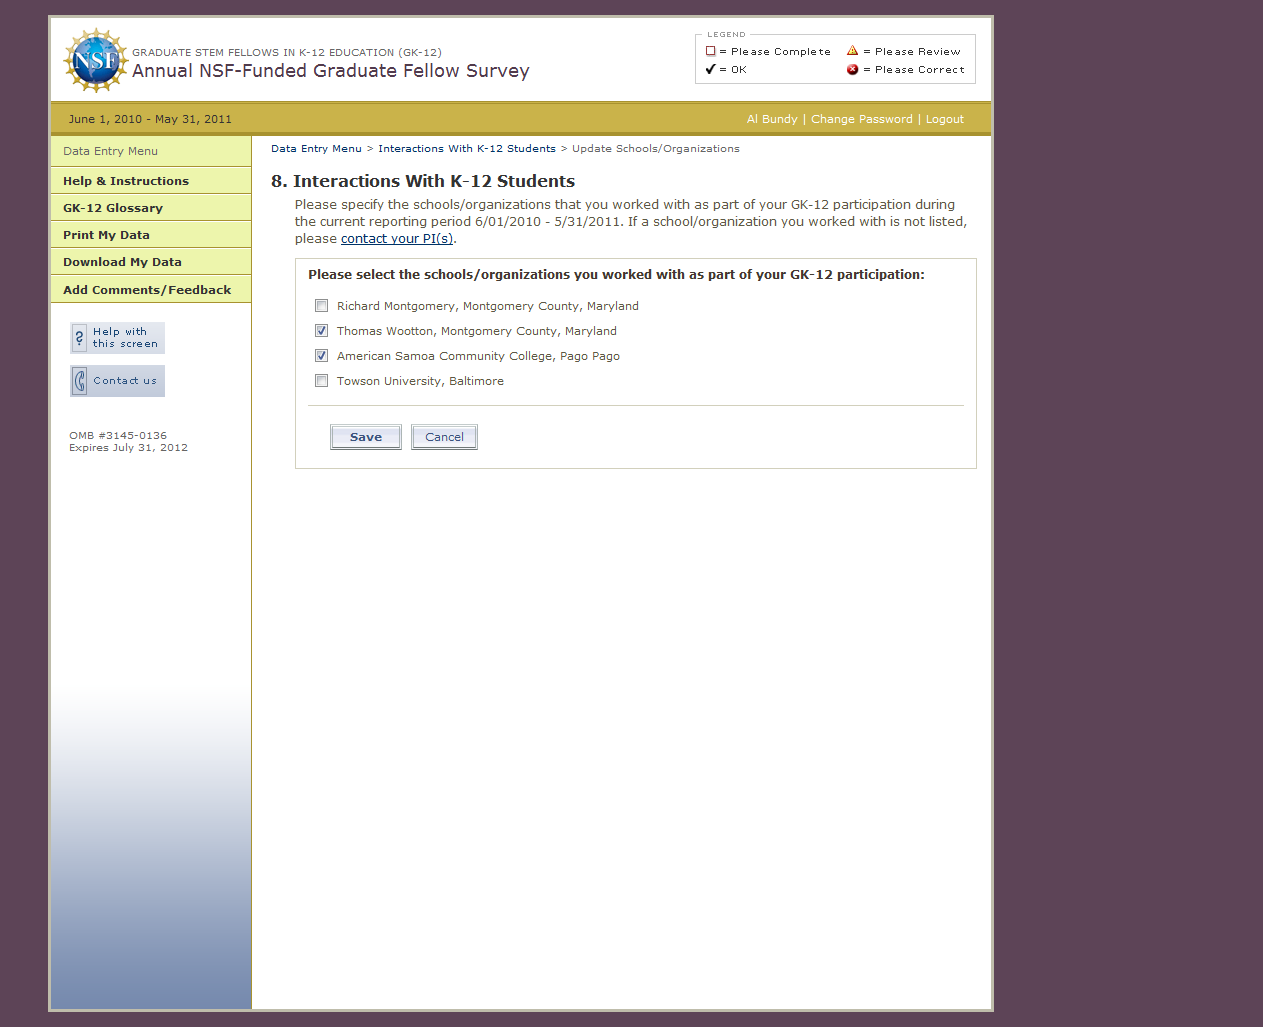 NSF
GRADUATE STEM FELLOWS IN K-12 EDUCATION (GK-12)
Annual NSF-Funded Graduate Fellow Survey
LEGEND
= Please Complete
= Please Review
= OK
= Please Correct
June 1, 2010 - May 31, 2011
Al Bundy | Change Password | Logout
Data Entry Menu
Help & Instructions
GK-12 Glossary
Print My Data
Download My Data
Add Comments/Feedback
? Help with
this screen
Contact us
OMB #3145-0136
Expires July 31, 2012
Data Entry Menu > Interactions With K-12 Students > Update Schools/Organizations
8. Interactions With K-12 Students
Please specify the schools/organizations that you worked with as part of your GK-12 participation during
the current reporting period 6/01/2010 - 5/31/2011. If a school/organization you worked with is not listed,
please contact your PI(s).
Please select the schools/organizations you worked with as part of your GK-12 participation:
Richard Montgomery, Montgomery County, Maryland
Thomas Wootton, Montgomery County, Maryland
American Samoa Community College, Pago Pago
Towson University, Baltimore
Save
Cancel